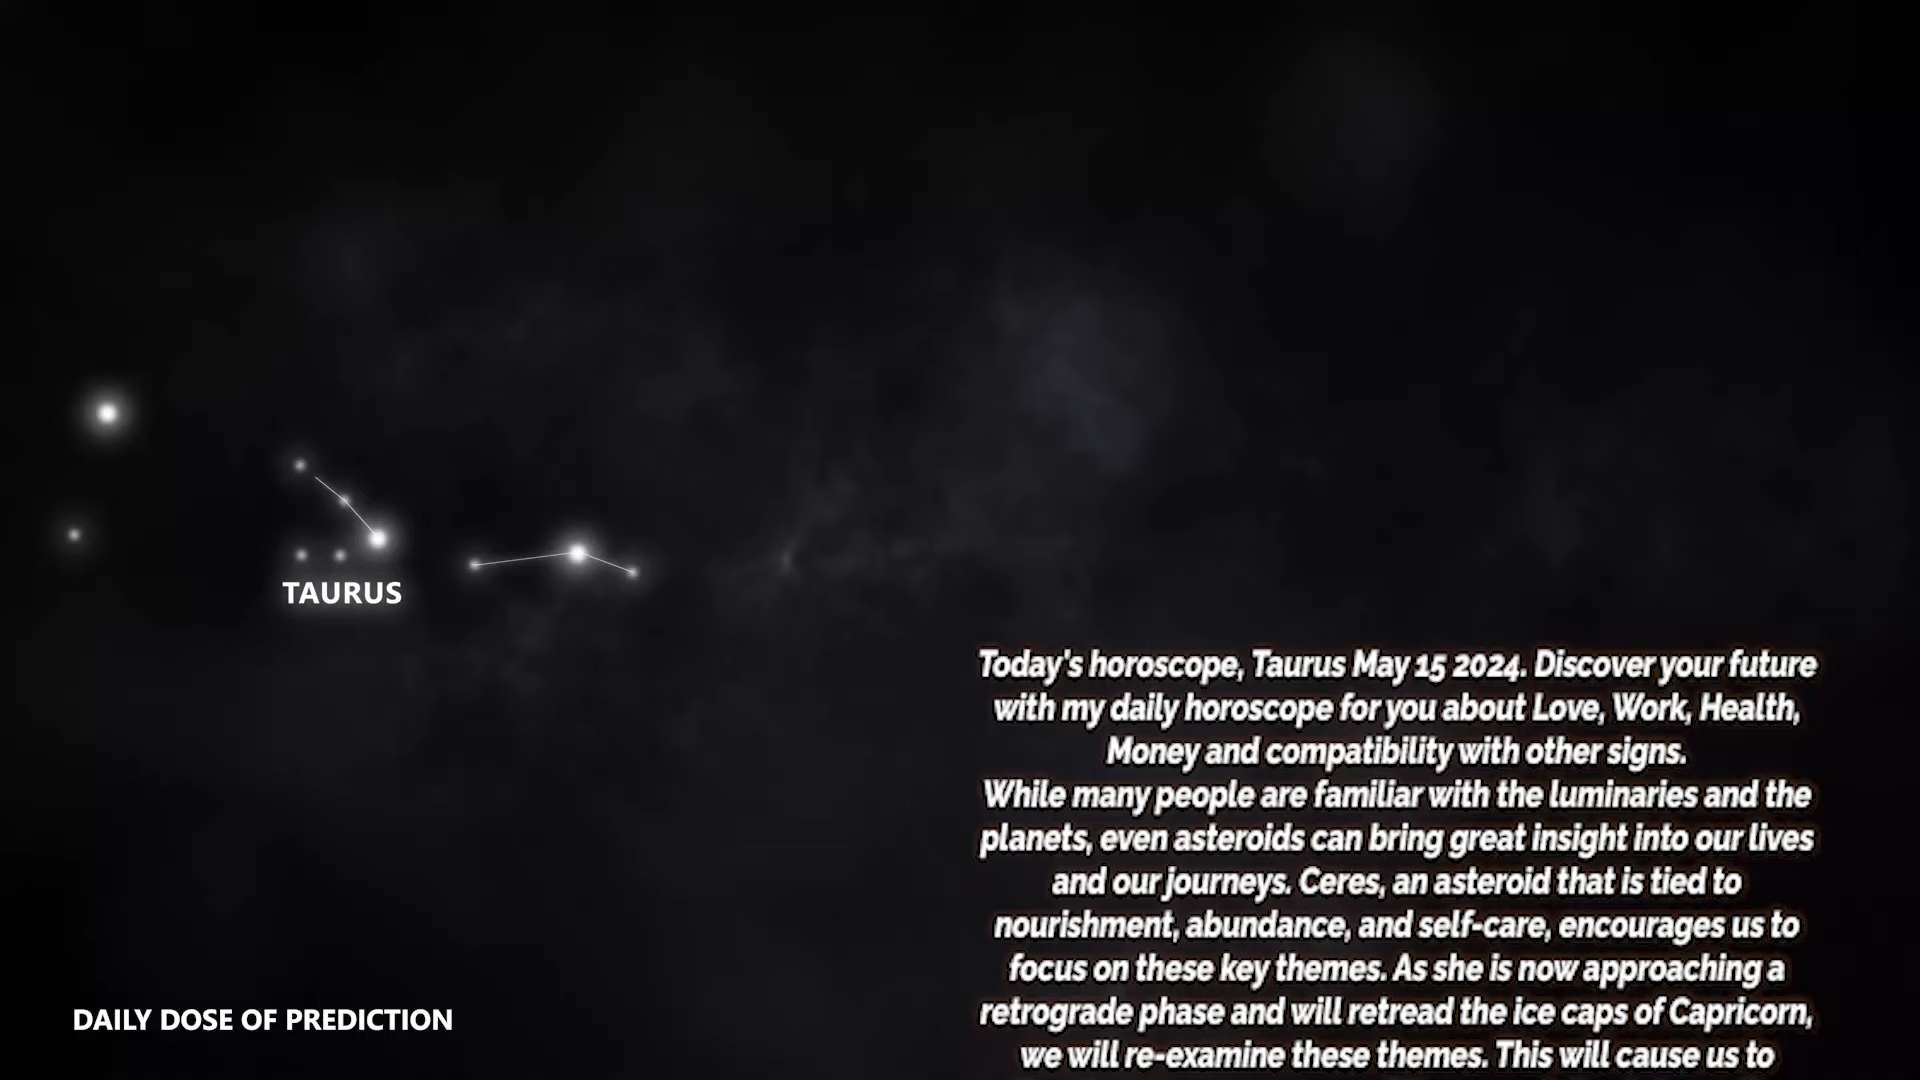 TAURUS
Today's horoscope, Taurus May 15 2024. Discover your future
with my daily horoscope for you about Love, Work, Health,
Money and compatibility with other signs.
While many people are familiar with the luminaries and the
planets, even asteroids can bring great insight into our lives
and our journeys. Ceres, an asteroid that is tied to
nourishment, abundance, and self-care, encourages us to
focus on these key themes. As she is now approaching a
retrograde phase and will retread the ice caps of Capricorn,
we will re-examine these themes. This will cause us to
DAILY DOSE OF PREDICTION